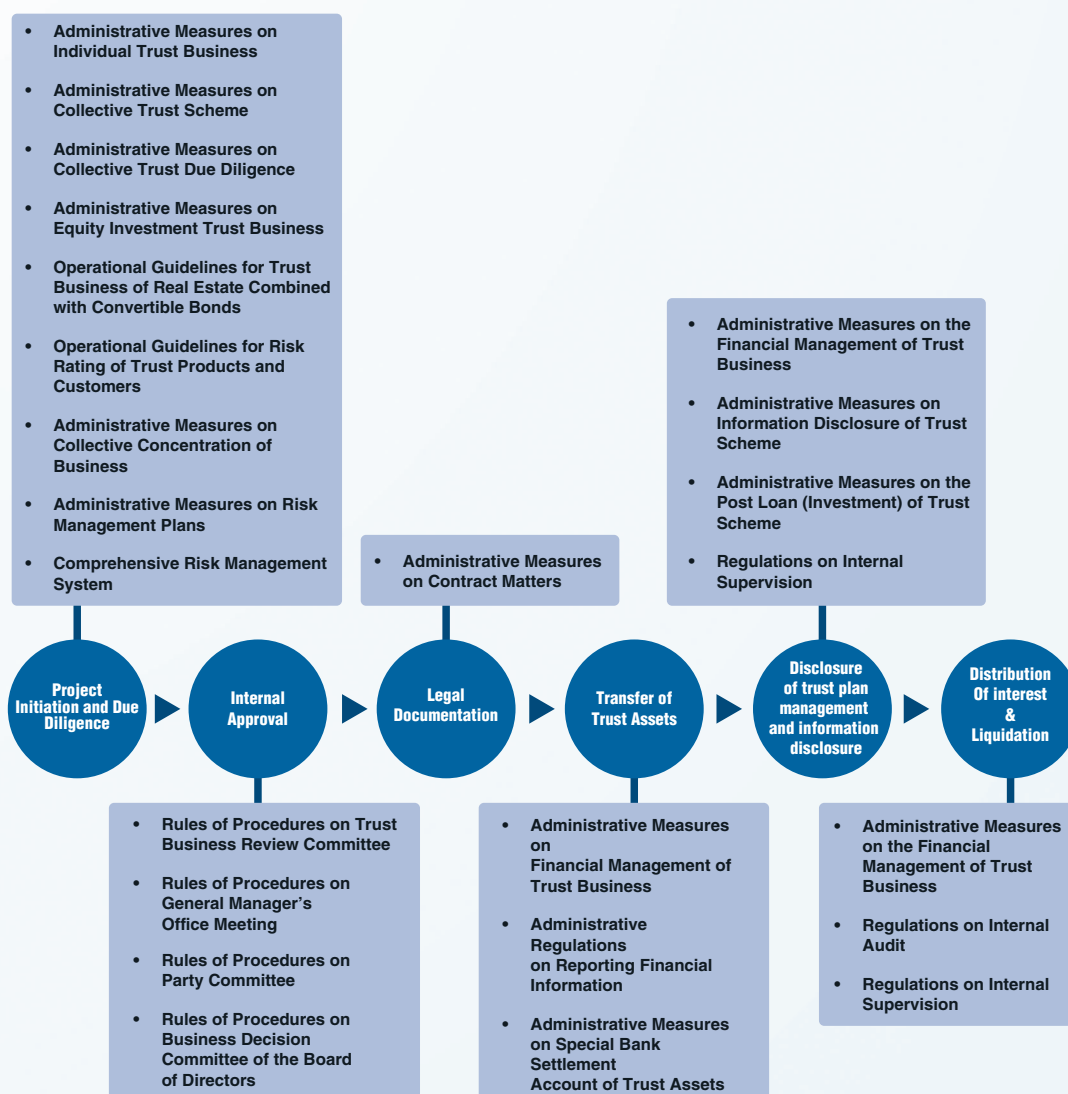 • Administrative Measures on
Individual Trust Business
• Administrative Measures on
Collective Trust Scheme
• Administrative Measures on
Collective Trust Due Diligence
• Administrative Measures on
Equity Investment Trust Business
• Operational Guidelines for Trust
Business of Real Estate Combined
with Convertible Bonds
• Operational Guidelines for Risk
Rating of Trust Products and
Customers
• Administrative Measures on
Collective Concentration of
Business
• Administrative Measures on Risk
Management Plans
• Comprehensive Risk Management
System
• Administrative Measures
on Contract Matters
• Administrative Measures on the
Financial Management of Trust
Business
• Administrative Measures on
Information Disclosure of Trust
Scheme
• Administrative Measures on the
Post Loan (Investment) of Trust
Scheme
• Regulations on Internal
Supervision
Project
Initiation and Due
Diligence
Internal
Approval
Legal
Documentation
Transfer of
Trust Assets
Disclosure
of trust plan
management
and information
disclosure
Distribution
Of interest
&
Liquidation
• Rules of Procedures on Trust
Business Review Committee
• Rules of Procedures on
General Manager’s
Office Meeting
• Rules of Procedures on
Party Committee
• Rules of Procedures on
Business Decision
Committee of the Board
of Directors
• Administrative Measures
on
Financial Management of
Trust Business
• Administrative
Regulations
on Reporting Financial
Information
• Administrative Measures
on Special Bank
Settlement
Account of Trust Assets
• Administrative Measures
on the Financial
Management of Trust
Business
• Regulations on Internal
Audit
• Regulations on Internal
Supervision